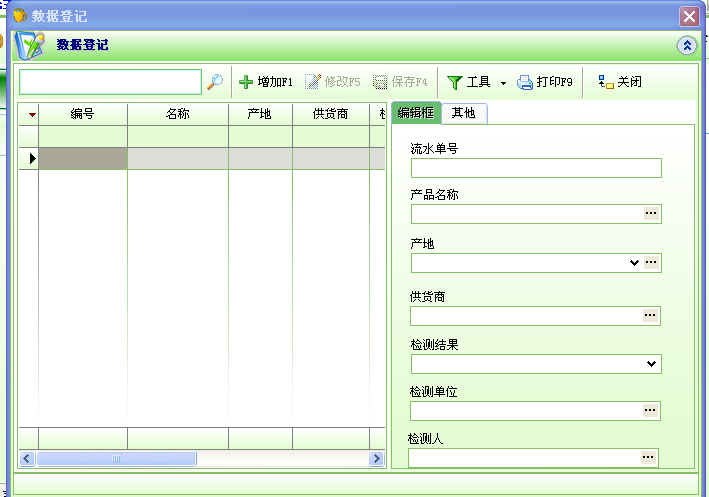 数据登记
数据登记
增加F1 修改F5 保存F4 工具 打印F9 关闭
编号 名称 产地 供货商
编辑框 其他
流水单号
产品名称
产地
供货商
检测结果
检测单位
检测人